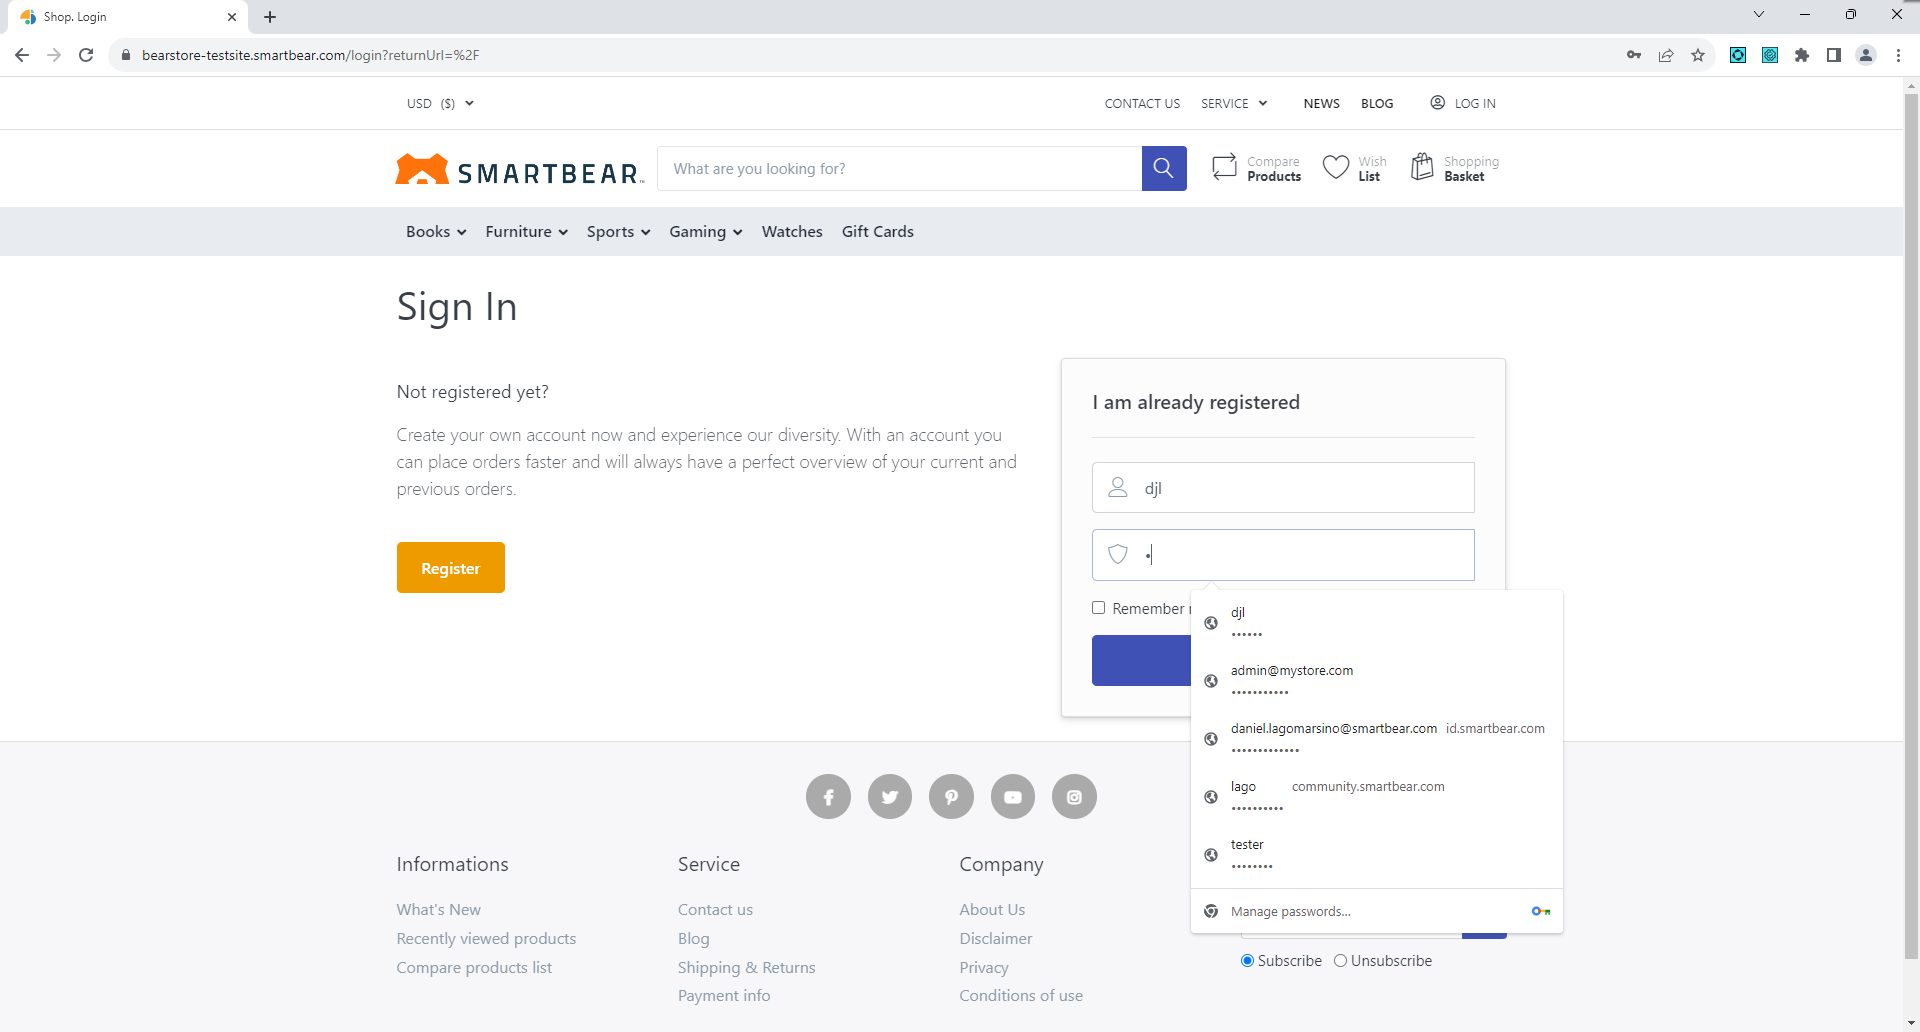 Shop. Login
bearstore-testsite.smartbear.com/login?returnUrl=%2F
USD ($)
CONTACT US SERVICE NEWS BLOG LOG IN
SMARTBEAR
What are you looking for?
Compare Products
Wish List
Shopping Basket
Books Furniture Sports Gaming Watches Gift Cards
Sign In
Not registered yet?
Create your own account now and experience our diversity. With an account you
can place orders faster and will always have a perfect overview of your current and
previous orders.
Register
I am already registered
djl
•
Remember
djl
••••••
admin@mystore.com
•••••••••••
daniel.lagomarsino@smartbear.com id.smartbear.com
•••••••••••••
lago community.smartbear.com
••••••••••
tester
••••••••
Manage passwords...
Informations
What's New
Recently viewed products
Compare products list
Service
Contact us
Blog
Shipping & Returns
Payment info
Company
About Us
Disclaimer
Privacy
Conditions of use
Subscribe Unsubscribe